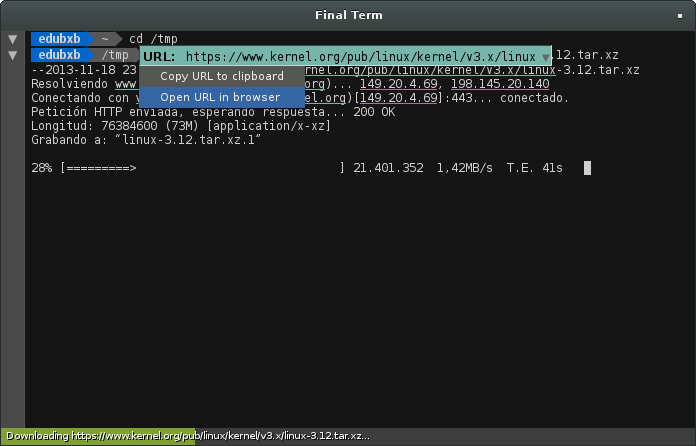 Final Term
edubxb ~ cd /tmp
edubxb /tmp URL: https://www.kernel.org/pub/linux/kernel/v3.x/linux 12.tar.xz
--2013-11-18 23 rnel.org/pub/linux/kernel/v3.x/linux-3.12.tar.xz
Copy URL to clipboard
Resolviendo www org)... 149.20.4.69, 198.145.20.140
Conectando con el.org)[149.20.4.69]:443... conectado.
Open URL in browser
Petición HTTP enviada, esperando respuesta... 200 OK
Longitud: 76384600 (73M) [application/x-xz]
Grabando a: “linux-3.12.tar.xz.1”
28% [=========> ] 21.401.352 1,42MB/s T.E. 41s
Downloading https://www.kernel.org/pub/linux/kernel/v3.x/linux-3.12.tar.xz...